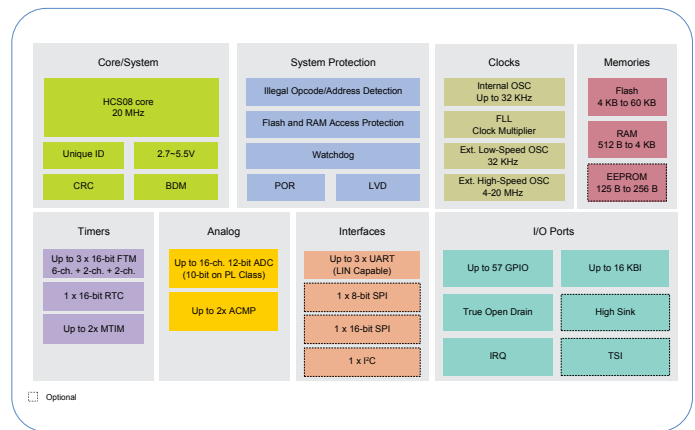 Core/System
HCS08 core
20 MHz
Unique ID
2.7~5.5V
CRC
BDM
System Protection
Illegal Opcode/Address Detection
Flash and RAM Access Protection
Watchdog
POR
LVD
Clocks
Internal OSC
Up to 32 KHz
FLL
Clock Multiplier
Ext. Low-Speed OSC
32 KHz
Ext. High-Speed OSC
4-20 MHz
Memories
Flash
4 KB to 60 KB
RAM
512 B to 4 KB
EEPROM
125 B to 256 B
Timers
Up to 3 x 16-bit FTM
6-ch. + 2-ch. + 2-ch.
1 x 16-bit RTC
Up to 2x MTIM
Analog
Up to 16-ch. 12-bit ADC
(10-bit on PL Class)
Up to 2x ACMP
Interfaces
Up to 3 x UART
(LIN Capable)
1 x 8-bit SPI
1 x 16-bit SPI
1 x I²C
I/O Ports
Up to 57 GPIO
Up to 16 KBI
True Open Drain
High Sink
IRQ
TSI
Optional